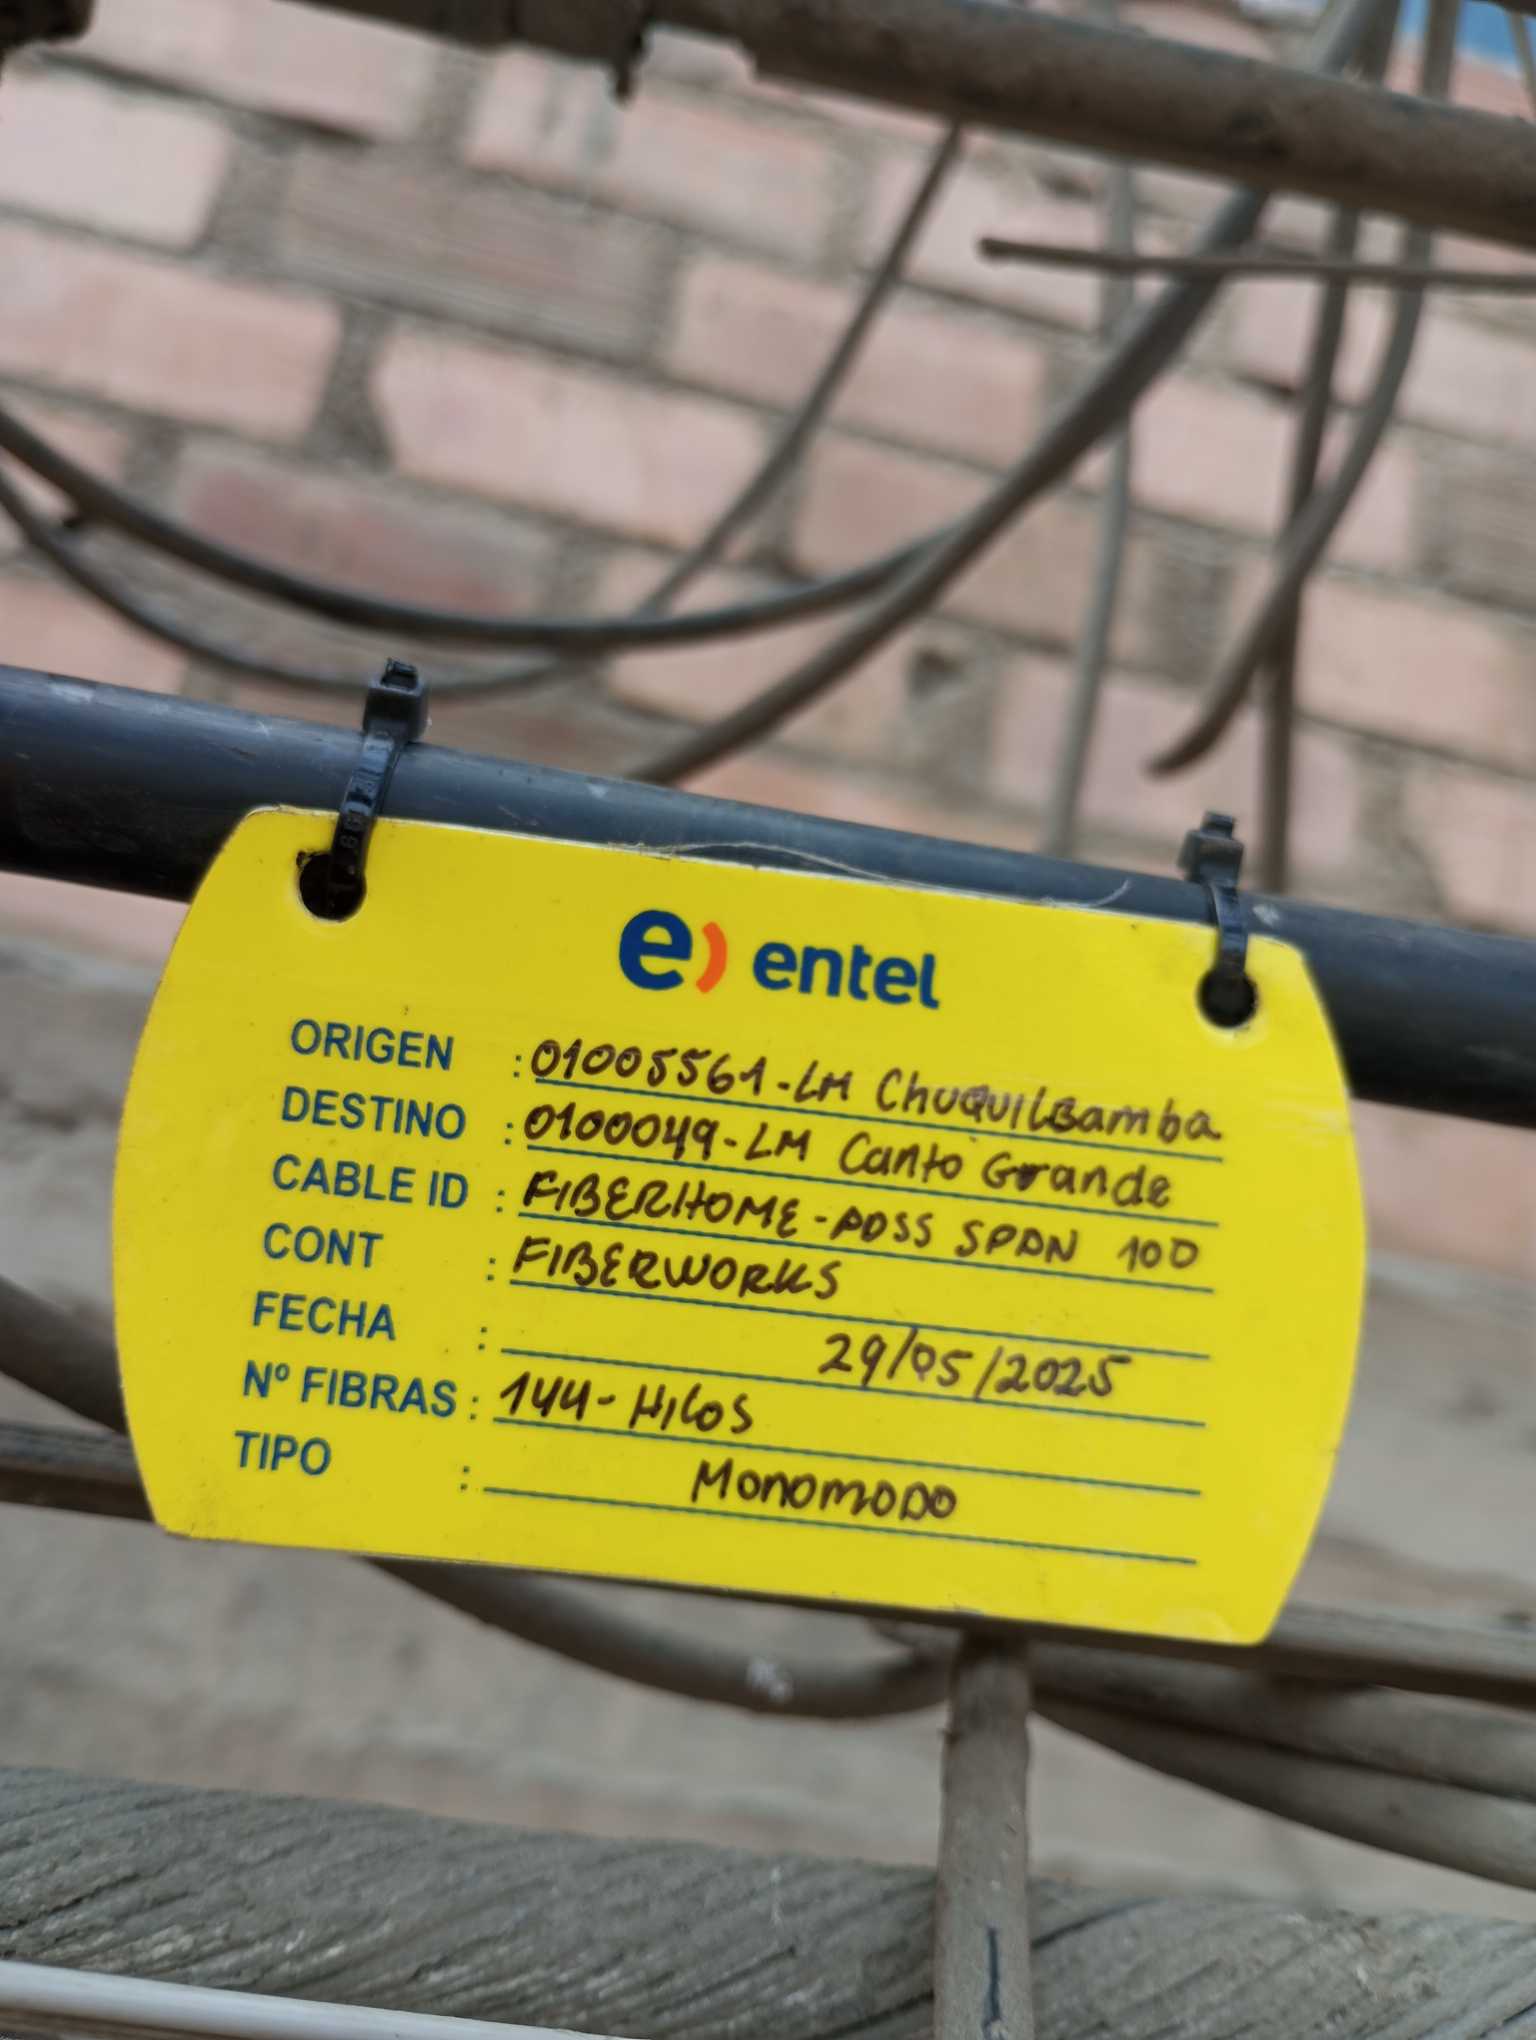 e) entel
ORIGEN : 01005561-LM Chuquilbamba
DESTINO : 0100049-LM Canto Grande
CABLE ID : FIBERHOME-ADSS SPAN 100
CONT : FIBERWORKS
FECHA : 29/05/2025
Nº FIBRAS : 144-Hilos
TIPO : MONOMODO